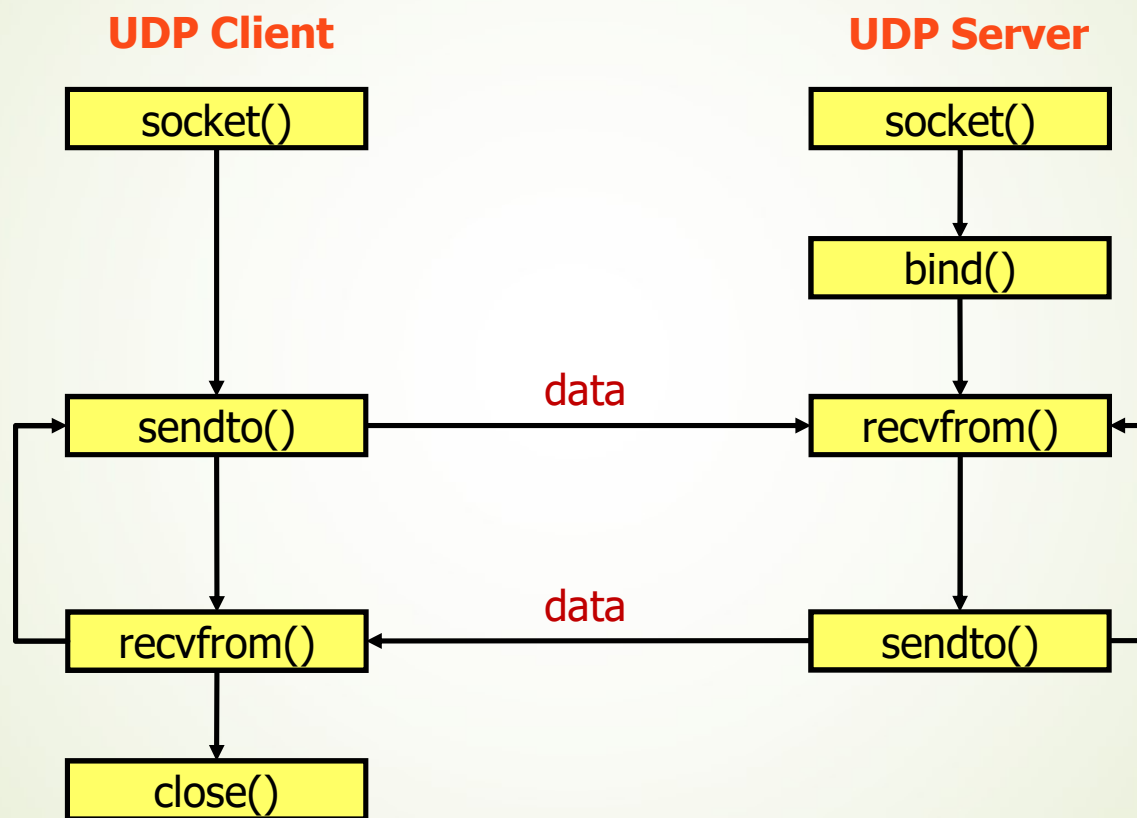 UDP Client
UDP Server
socket()
socket()
bind()
data
sendto()
recvfrom()
data
recvfrom()
sendto()
close()